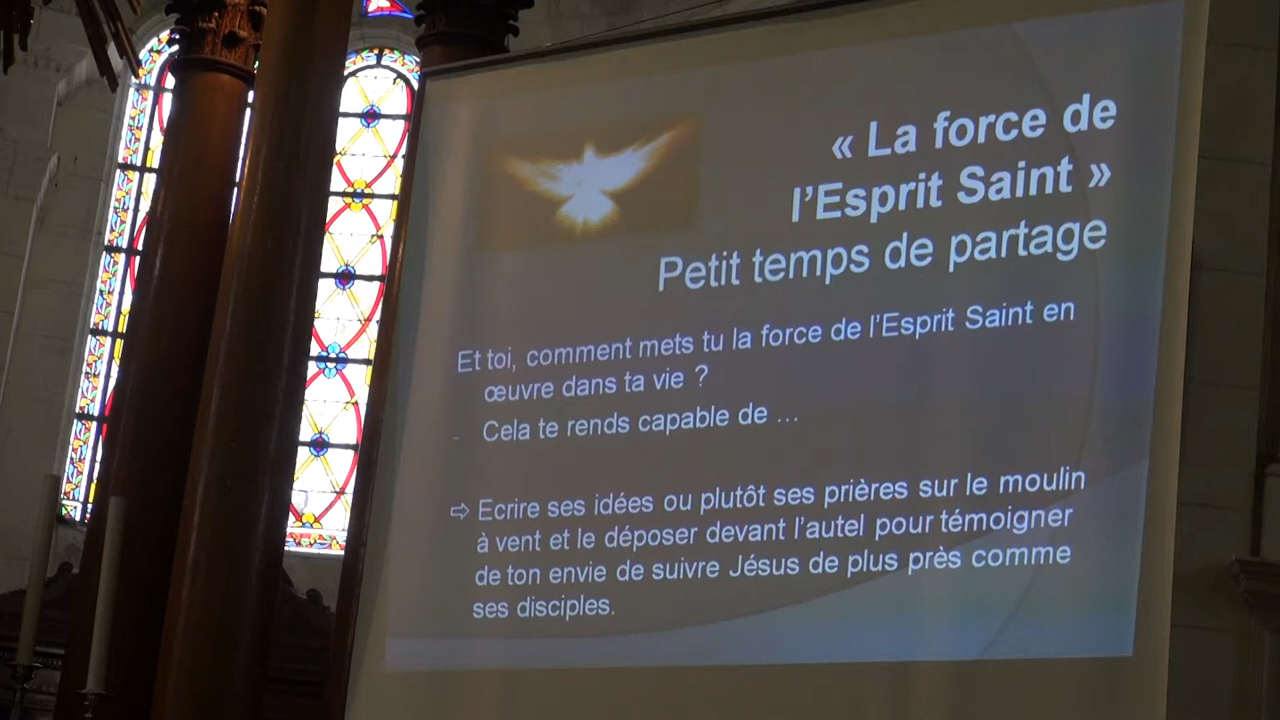 « La force de
l’Esprit Saint »
Petit temps de partage
Et toi, comment mets tu la force de l’Esprit Saint en
œuvre dans ta vie ?
- Cela te rends capable de …
⇨ Ecrire ses idées ou plutôt ses prières sur le moulin
à vent et le déposer devant l’autel pour témoigner
de ton envie de suivre Jésus de plus près comme
ses disciples.